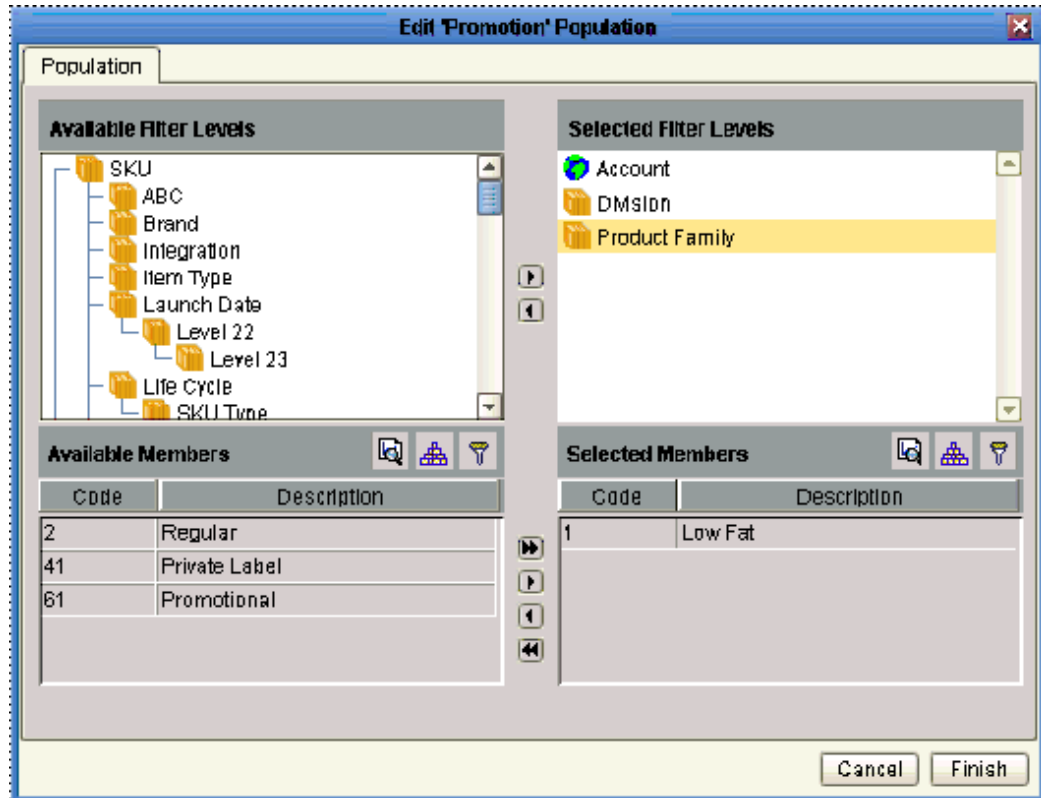 Edit 'Promotion' Population
Population
Available Filter Levels
SKU
ABC
Brand
Integration
Item Type
Launch Date
Level 22
Level 23
Life Cycle
SKU Type
Selected Filter Levels
Account
DMsion
Product Family
Available Members
Code Description
2 Regular
41 Private Label
61 Promotional
Selected Members
Code Description
1 Low Fat
Cancel Finish